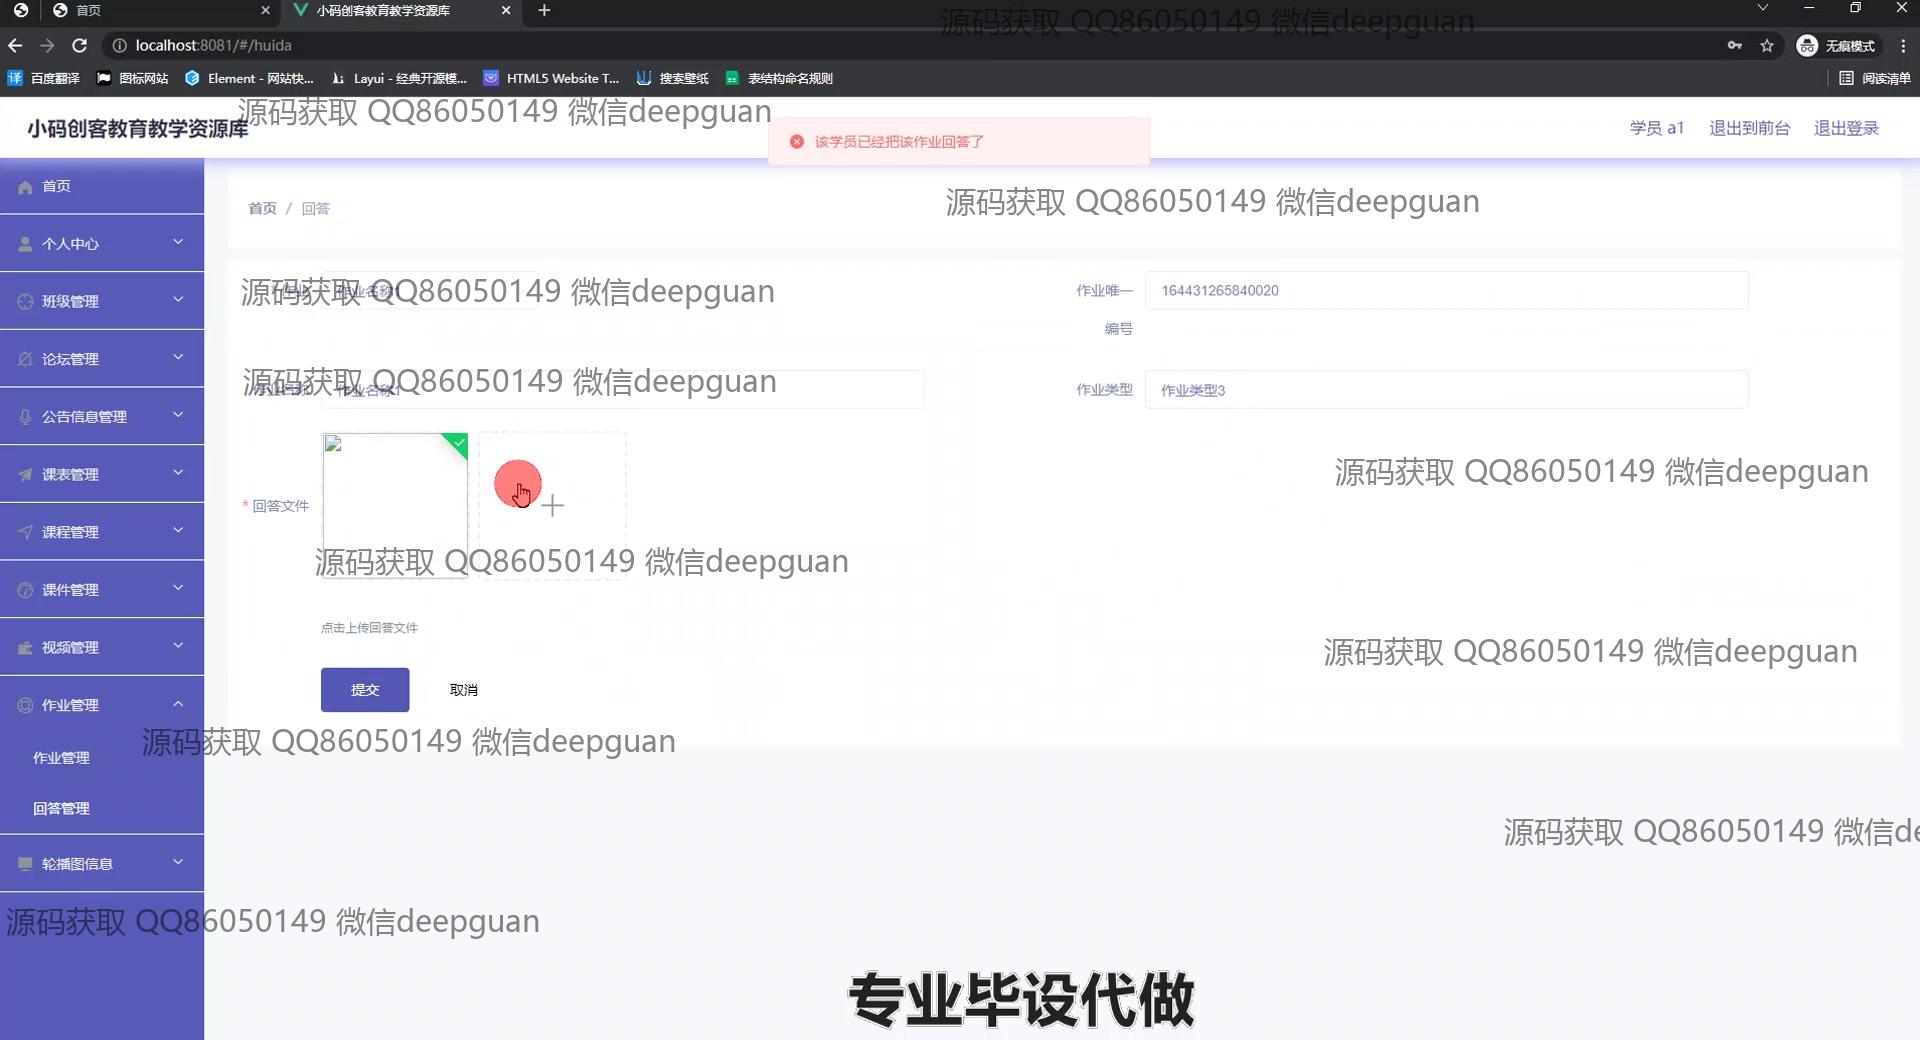 首页
小码创客教育教学资源库
localhost:8081/#/huida
无痕模式
百度翻译
图标网站
Element - 网站快...
Layui - 经典开源模...
HTML5 Website T...
搜索壁纸
表结构命名规则
阅读清单
源码获取 QQ86050149 微信deepguan
小码创客教育教学资源库
源码获取 QQ86050149 微信deepguan
该学员已经把该作业回答了
学员 a1
退出到前台
退出登录
首页
个人中心
班级管理
论坛管理
公告信息管理
课表管理
课程管理
课件管理
视频管理
作业管理
作业管理
回答管理
轮播图信息
首页 / 回答
源码获取 QQ86050149 微信deepguan
源码获取 QQ86050149 微信deepguan
作业唯一
编号
164431265840020
源码获取 QQ86050149 微信deepguan
作业名称
作业名称1
作业类型
作业类型3
源码获取 QQ86050149 微信deepguan
* 回答文件
源码获取 QQ86050149 微信deepguan
点击上传回答文件
源码获取 QQ86050149 微信deepguan
提交
取消
源码获取 QQ86050149 微信deepguan
源码获取 QQ86050149 微信de
源码获取 QQ86050149 微信deepguan
专业毕设代做